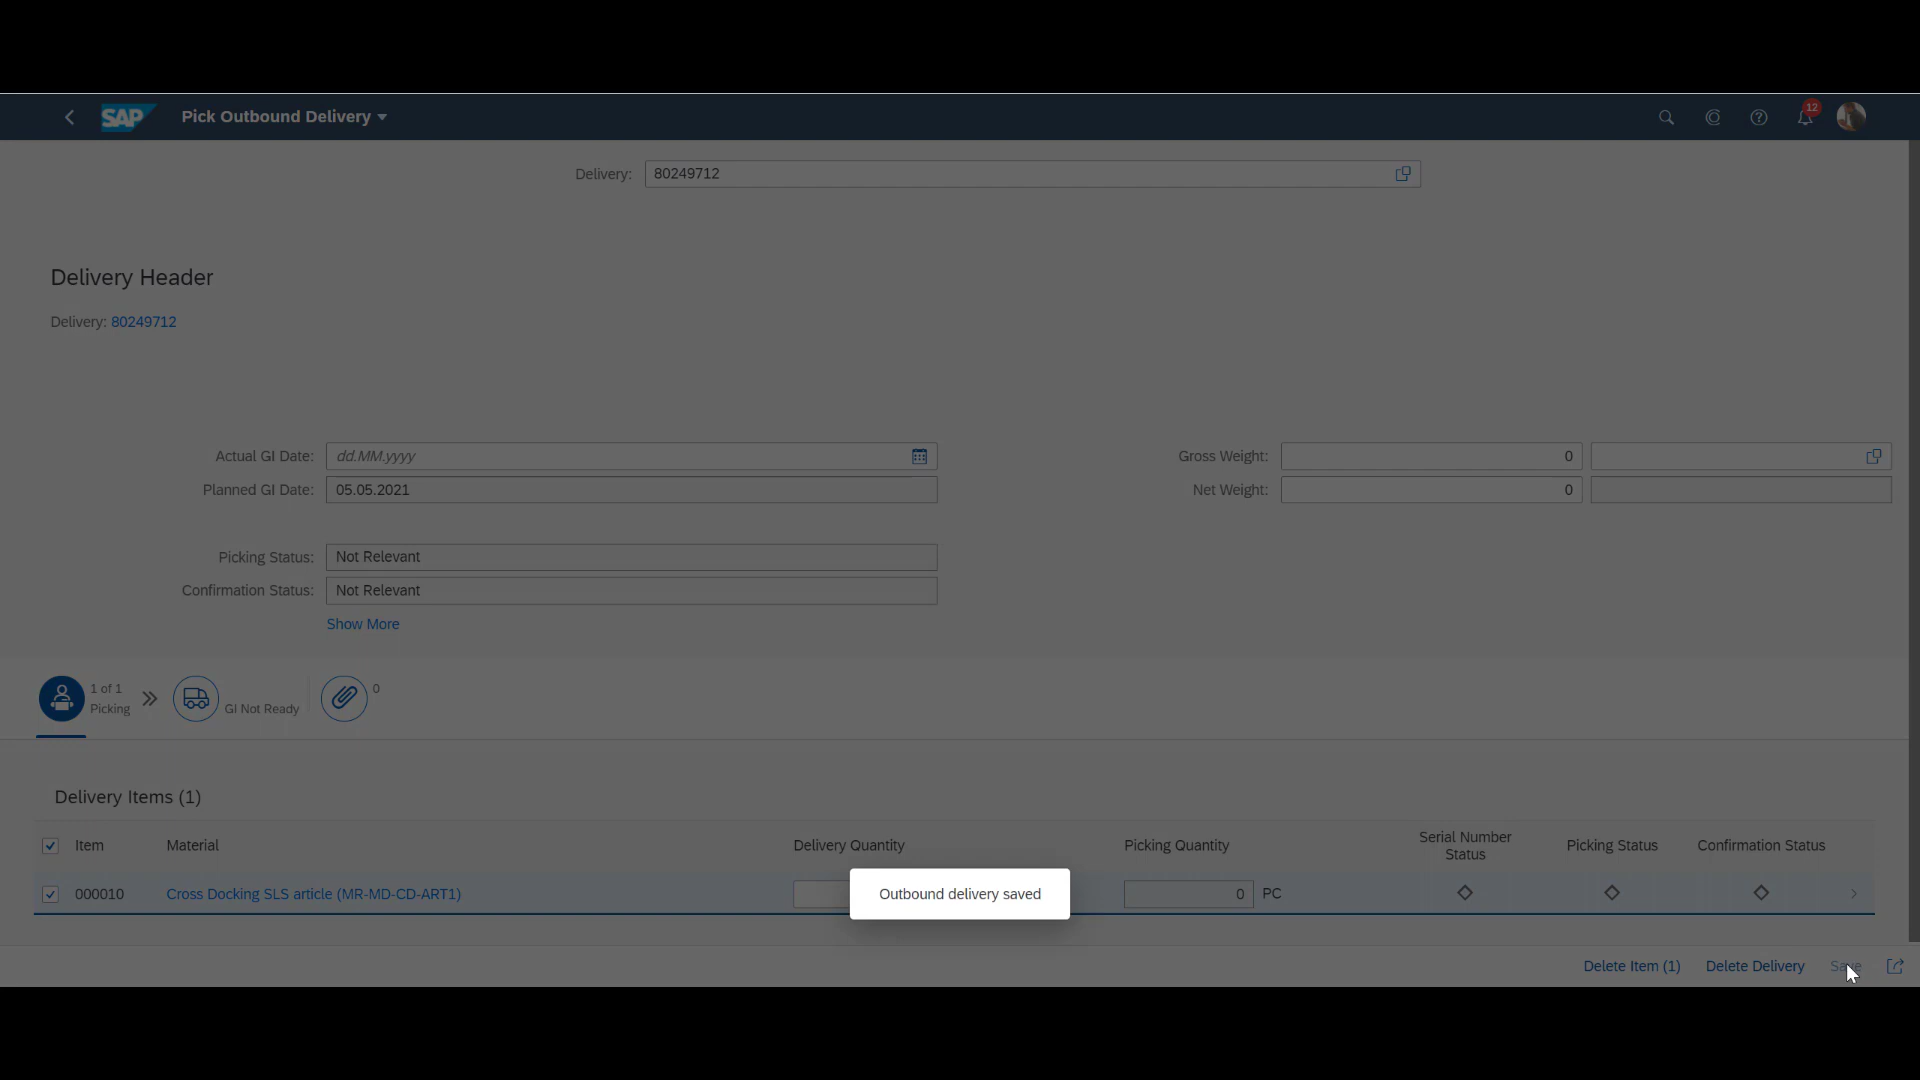 SAP
Pick Outbound Delivery
12
Delivery: 80249712
Delivery Header
Delivery: 80249712
Actual GI Date: dd.MM.yyyy
Gross Weight: 0
Planned GI Date: 05.05.2021
Net Weight: 0
Picking Status: Not Relevant
Confirmation Status: Not Relevant
Show More
1 of 1
Picking
GI Not Ready
0
Delivery Items (1)
Item Material Delivery Quantity Picking Quantity Serial Number Status Picking Status Confirmation Status
000010 Cross Docking SLS article (MR-MD-CD-ART1) 0 PC
Outbound delivery saved
Delete Item (1) Delete Delivery Save